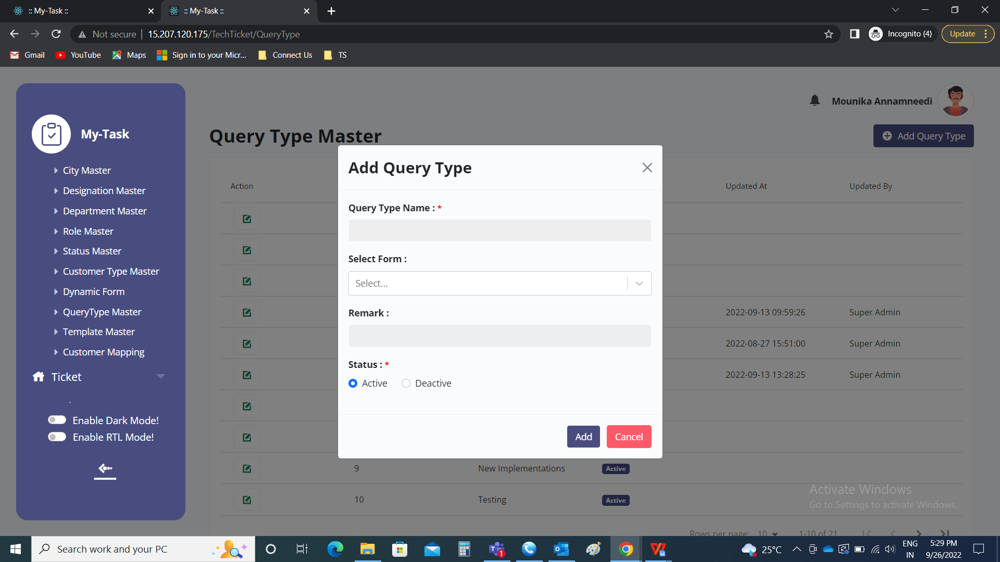 :: My-Task ::
:: My-Task ::
Not secure
15.207.120.175/TechTicket/QueryType
Incognito (4)
Update
Gmail
YouTube
Maps
Sign in to your Micr...
Connect Us
TS
My-Task
City Master
Designation Master
Department Master
Role Master
Status Master
Customer Type Master
Dynamic Form
QueryType Master
Template Master
Customer Mapping
Ticket
Enable Dark Mode!
Enable RTL Mode!
Mounika Annamneedi
Query Type Master
Add Query Type
Action
Updated At
Updated By
2022-09-13 09:59:26
Super Admin
2022-08-27 15:51:00
Super Admin
2022-09-13 13:28:25
Super Admin
9
New Implementations
Active
10
Testing
Active
Rows per page:
10
1-10 of 21
Add Query Type
Query Type Name : *
Select Form :
Select...
Remark :
Status : *
Active
Deactive
Add
Cancel
Activate Windows
Go to Settings to activate Windows.
Search work and your PC
1
25°C
ENG
IN
5:29 PM
9/26/2022